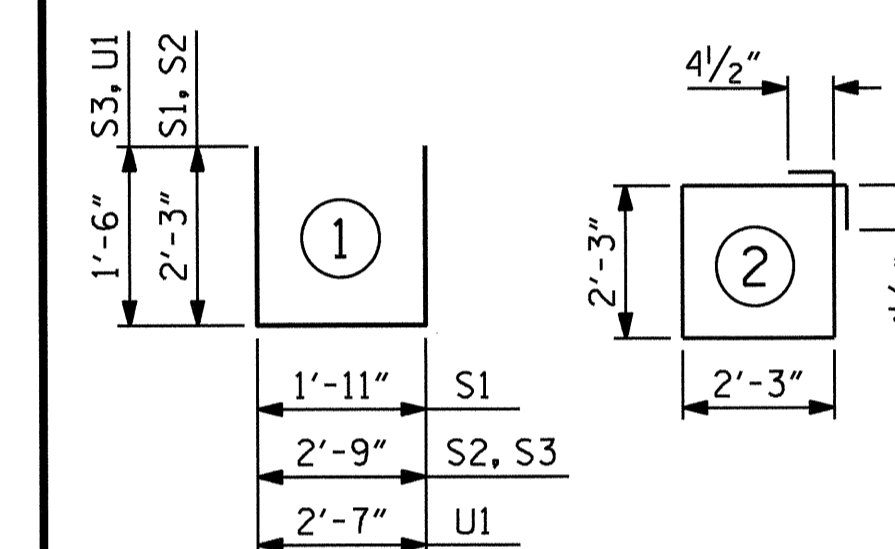 S3, U1
S1, S2
1'-6"
2'-3"
1
1'-11" S1
2'-9" S2, S3
2'-7" U1
4½"
2'-3"
2
2'-3"